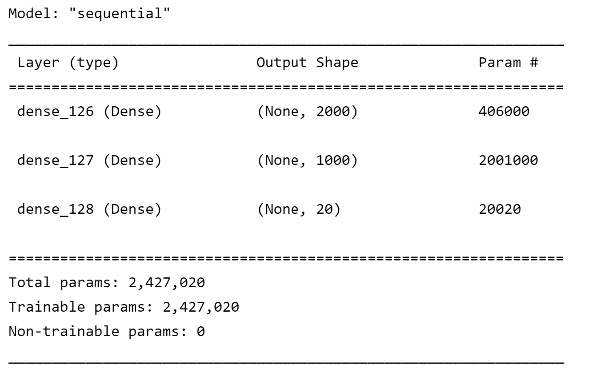 Model: "sequential"
_________________________________________________________________
Layer (type) Output Shape Param #
=================================================================
dense_126 (Dense) (None, 2000) 406000
dense_127 (Dense) (None, 1000) 2001000
dense_128 (Dense) (None, 20) 20020
=================================================================
Total params: 2,427,020
Trainable params: 2,427,020
Non-trainable params: 0
_________________________________________________________________